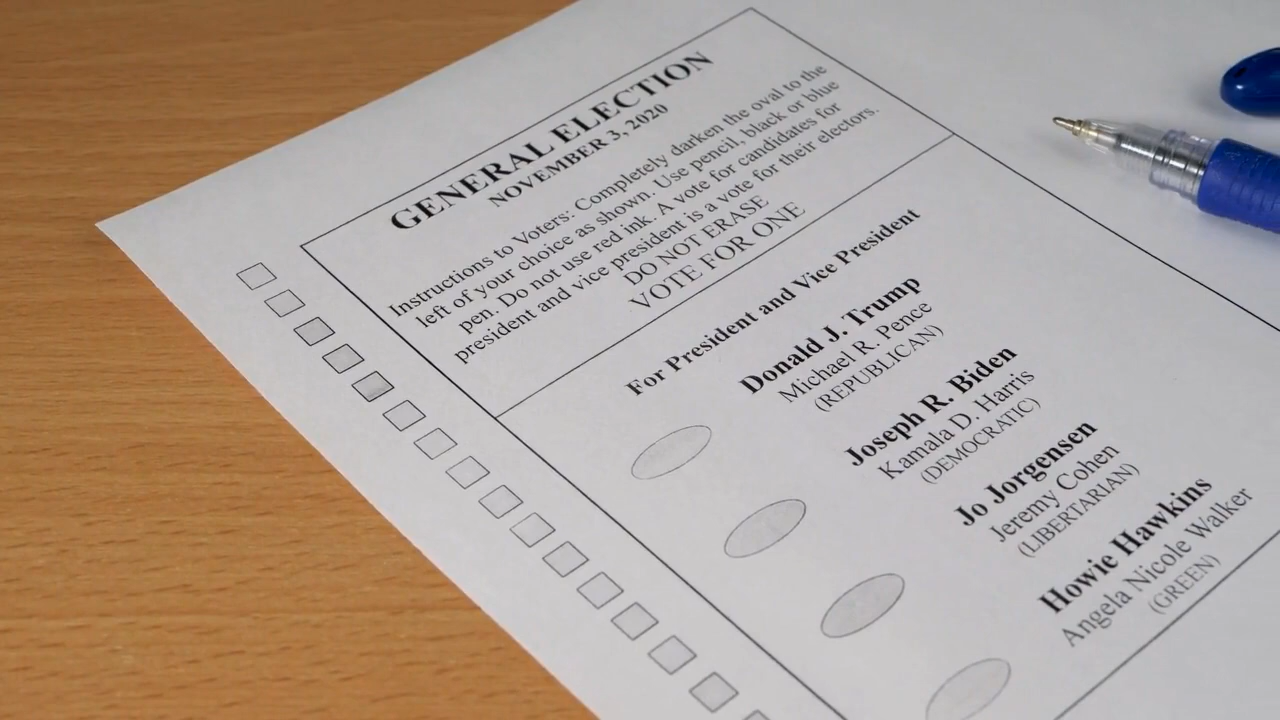 GENERAL ELECTION
NOVEMBER 3, 2020
Instructions to Voters: Completely darken the oval to the
left of your choice as shown. Use pencil, black or blue
pen. Do not use red ink. A vote for candidates for
president and vice president is a vote for their electors.
DO NOT ERASE
VOTE FOR ONE
For President and Vice President
Donald J. Trump
Michael R. Pence
(REPUBLICAN)
Joseph R. Biden
Kamala D. Harris
(DEMOCRATIC)
Jo Jorgensen
Jeremy Cohen
(LIBERTARIAN)
Howie Hawkins
Angela Nicole Walker
(GREEN)